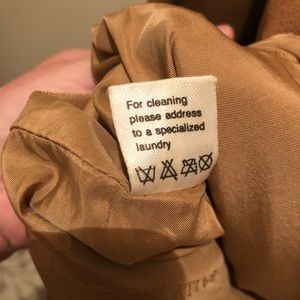 For cleaning
please address
to a specialized
laundry